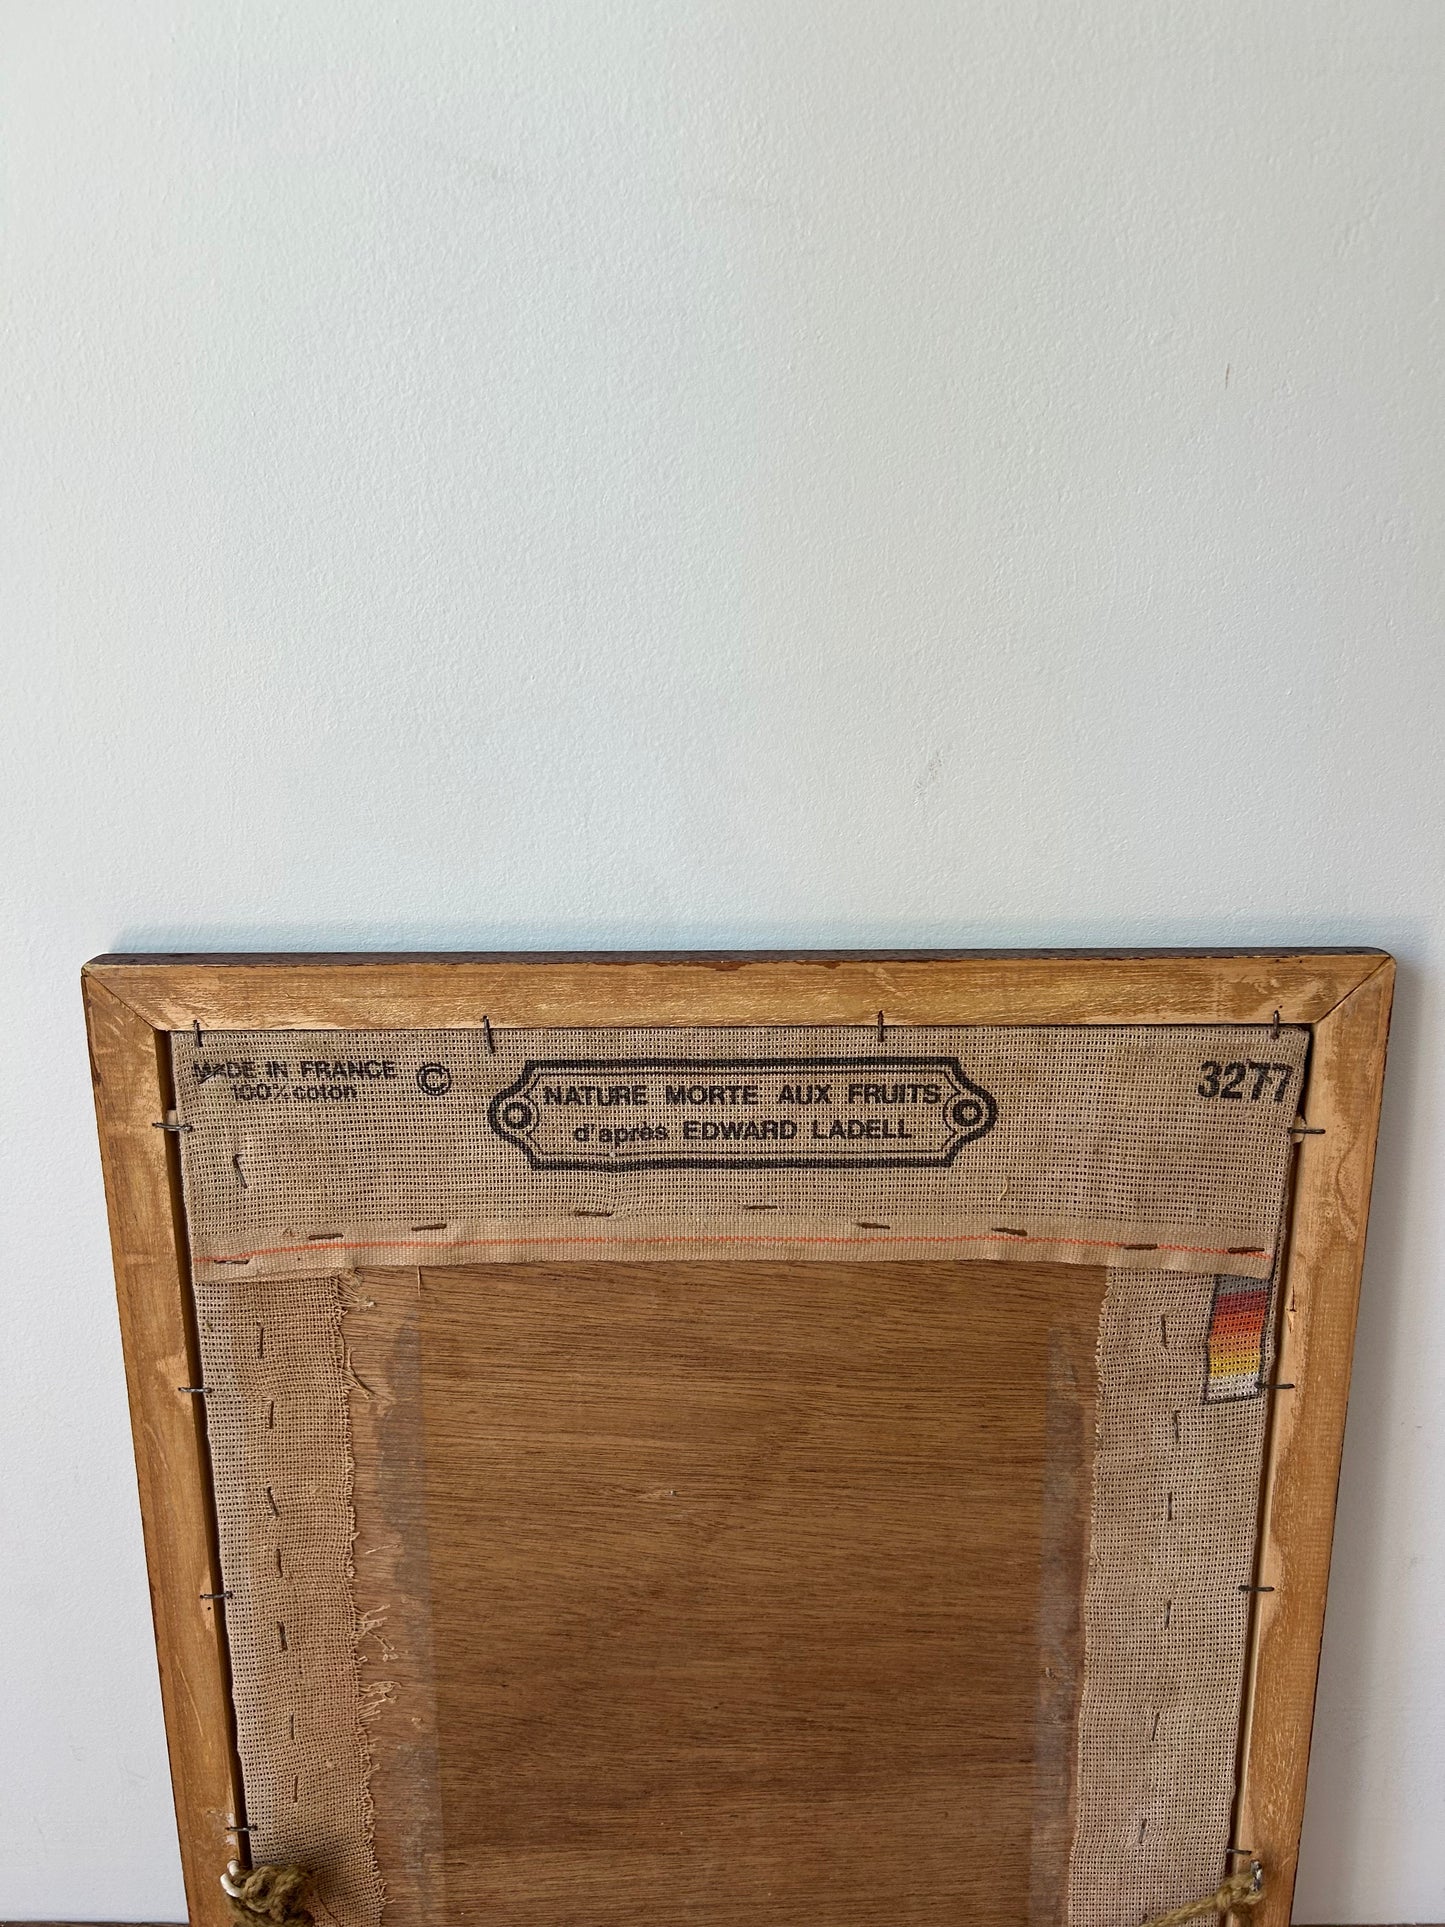 MADE IN FRANCE
100% coton
©
NATURE MORTE AUX FRUITS
d'après EDWARD LADELL
3277